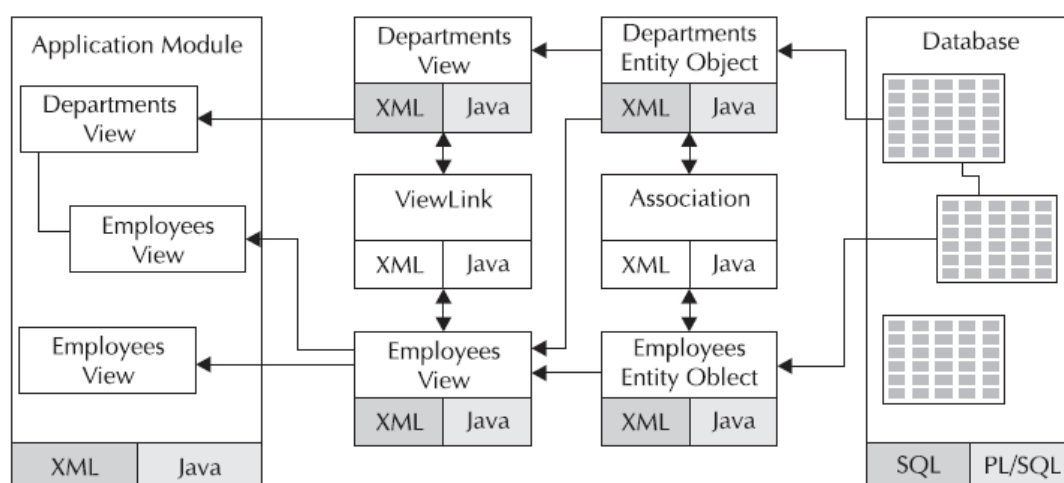 Application Module
Departments
View
Employees
View
Employees
View
XML
Java
Departments
View
XML
Java
ViewLink
XML
Java
Employees
View
XML
Java
Departments
Entity Object
XML
Java
Association
XML
Java
Employees
Entity Oblect
XML
Java
Database
SQL
PL/SQL